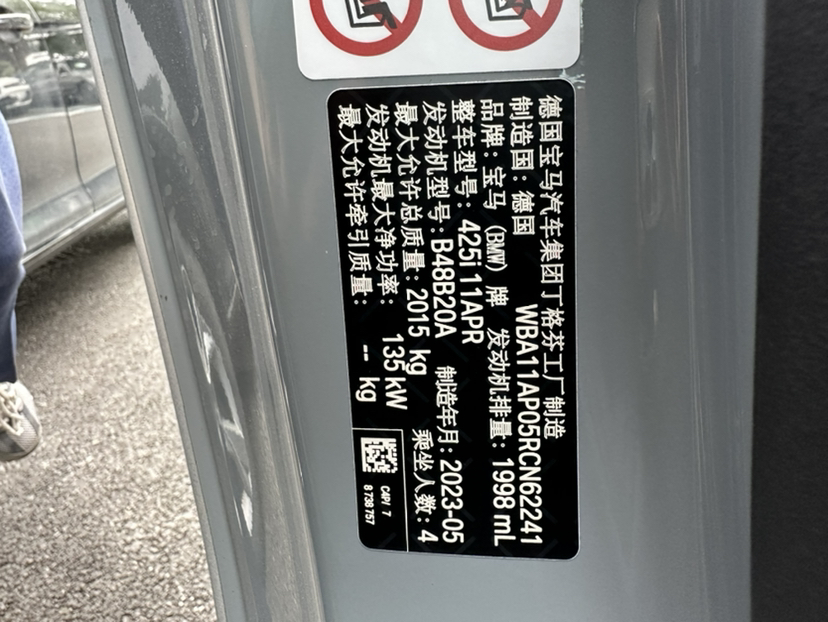 德国宝马汽车集团丁格芬工厂制造
制造国：德国 WBA11AP05RCN62241
品牌：宝马 (BMW) 牌 发动机排量：1998 mL
整车型号：425i 11APR
发动机型号：B48B20A 制造年月：2023-05
最大允许总质量：2015 kg 乘坐人数：4
发动机最大净功率：135 kW
最大允许牵引质量：-- kg
C4P/ 7
8 738 757